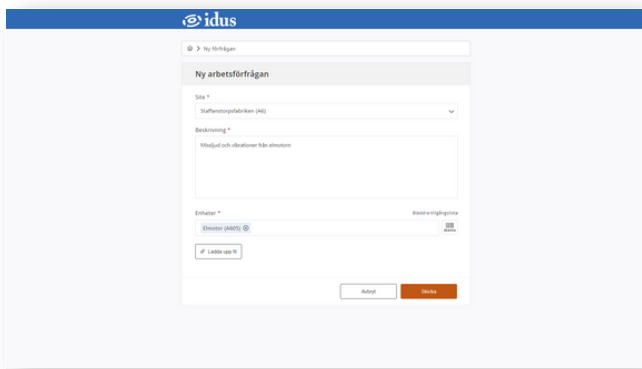 idus
Ny förfrågan
Ny arbetsförfrågan
Site *
Staffanstorpsfabriken (A6)
Beskrivning *
Missljud och vibrationer från elmotorn
Enheter *
Bläddra tillgångslista
Elmotor (A605)
Ladda upp fil
Avbryt
Skicka